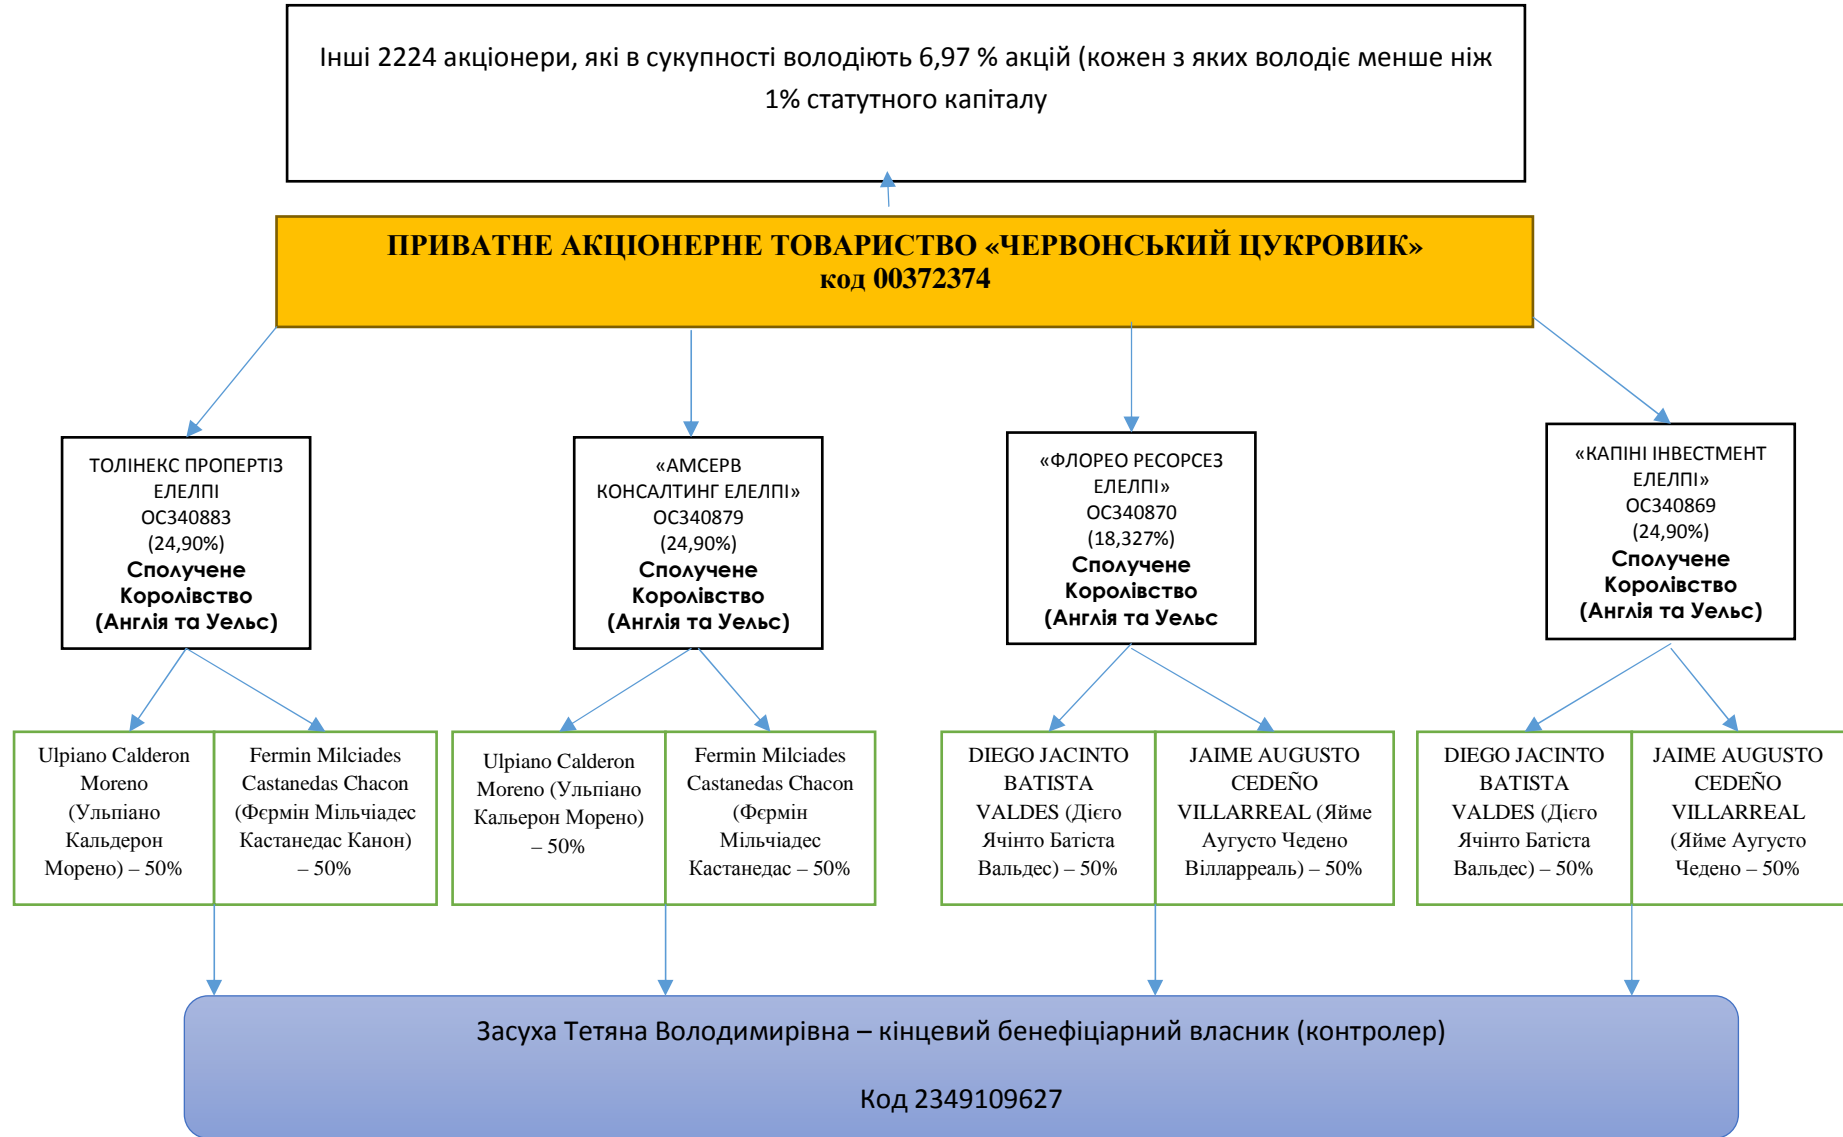 Інші 2224 акціонери, які в сукупності володіють 6,97 % акцій (кожен з яких володіє менше ніж
1% статутного капіталу
ПРИВАТНЕ АКЦІОНЕРНЕ ТОВАРИСТВО «ЧЕРВОНСЬКИЙ ЦУКРОВИК»
код 00372374
ТОЛІНЕКС ПРОПЕРТІЗ
ЕЛЕЛПІ
ОС340883
(24,90%)
Сполучене
Королівство
(Англія та Уельс)
«АМСЕРВ
КОНСАЛТИНГ ЕЛЕЛПІ»
ОС340879
(24,90%)
Сполучене
Королівство
(Англія та Уельс)
«ФЛОРЕО РЕСОРСЕЗ
ЕЛЕЛПІ»
ОС340870
(18,327%)
Сполучене
Королівство
(Англія та Уельс
«КАПІНІ ІНВЕСТМЕНТ
ЕЛЕЛПІ»
ОС340869
(24,90%)
Сполучене
Королівство
(Англія та Уельс)
Ulpiano Calderon
Moreno
(Ульпіано
Кальдерон
Морено) – 50%
Fermin Milciades
Castanedas Chacon
(Фєрмін Мільчіадес
Кастанедас Канон)
– 50%
Ulpiano Calderon
Moreno (Ульпіано
Кальерон Морено)
– 50%
Fermin Milciades
Castanedas Chacon
(Фєрмін
Мільчіадес
Кастанедас – 50%
DIEGO JACINTO
BATISTA
VALDES (Дієго
Ячінто Батіста
Вальдес) – 50%
JAIME AUGUSTO
CEDEÑO
VILLARREAL (Яйме
Аугусто Чедено
Вілларреаль) – 50%
DIEGO JACINTO
BATISTA
VALDES (Дієго
Ячінто Батіста
Вальдес) – 50%
JAIME AUGUSTO
CEDEÑO
VILLARREAL
(Яйме Аугусто
Чедено – 50%
Засуха Тетяна Володимирівна – кінцевий бенефіціарний власник (контролер)
Код 2349109627